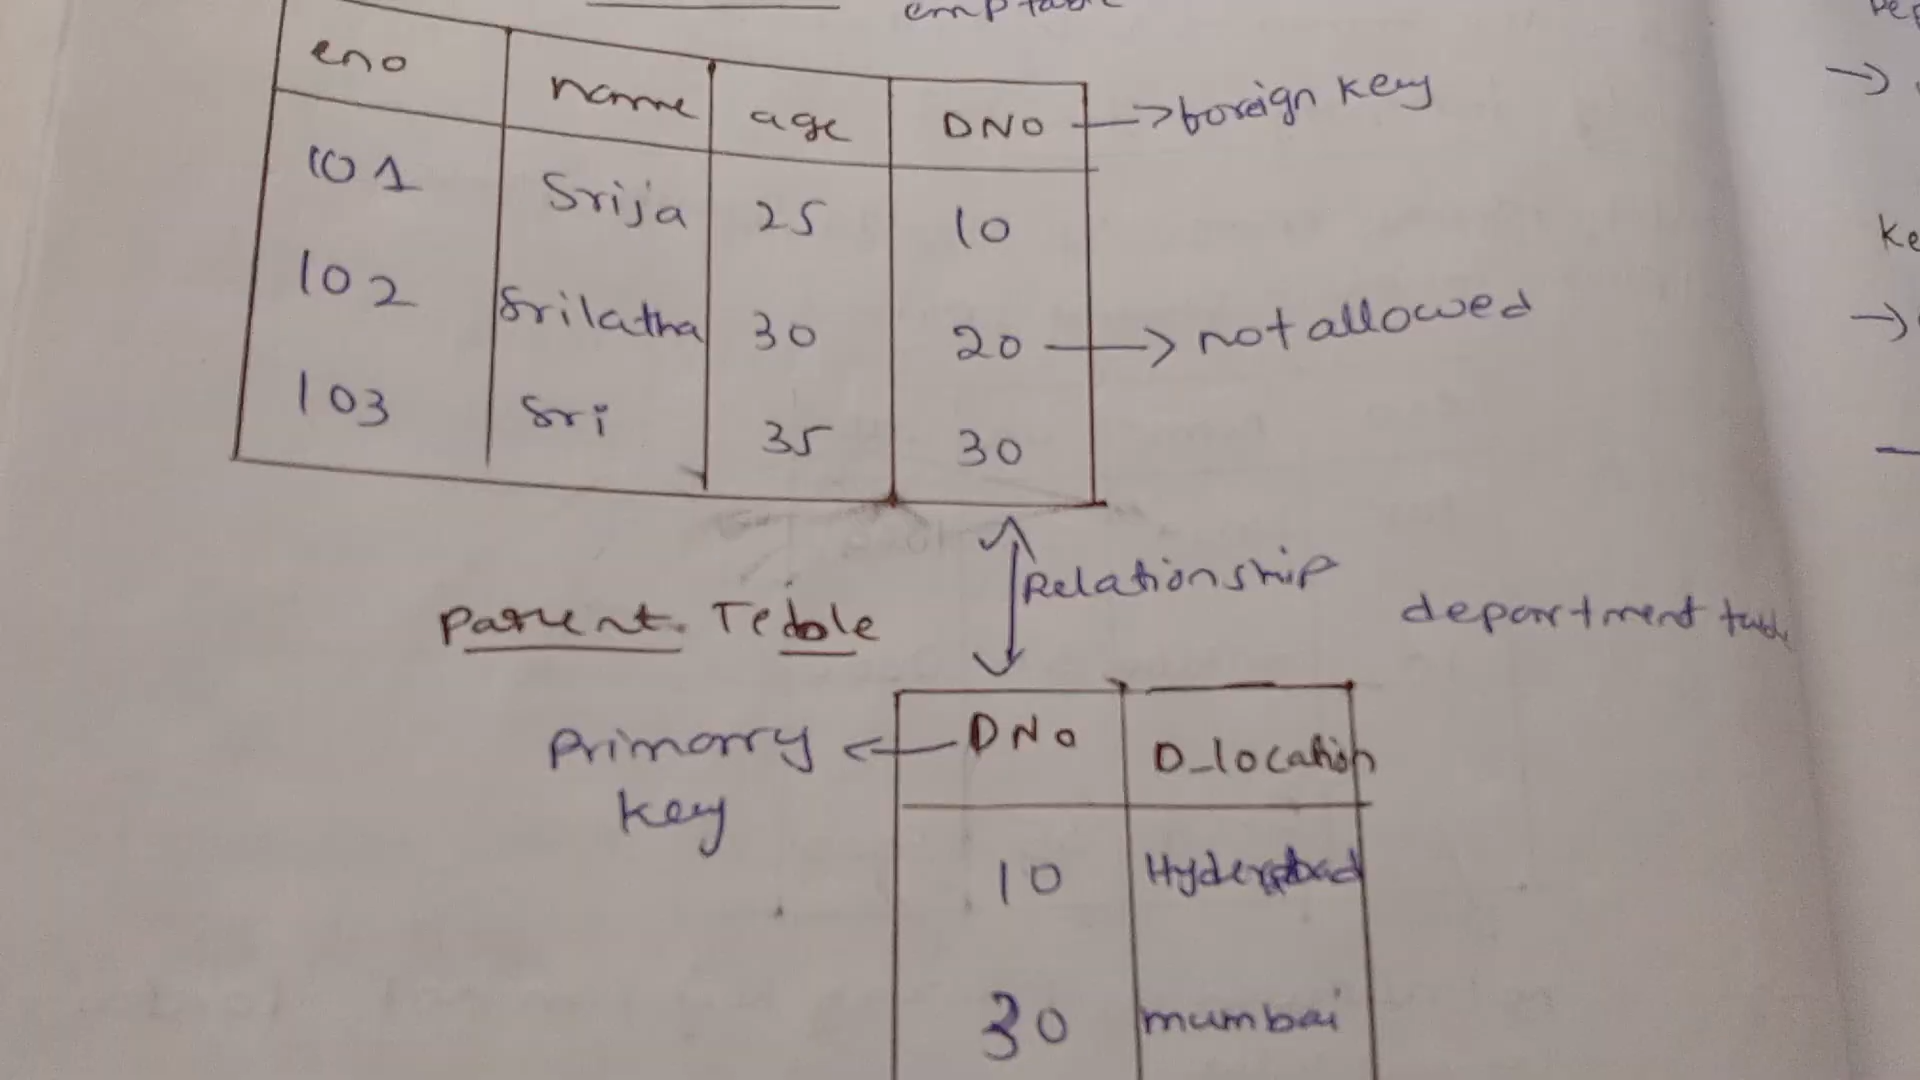 emp table
eno name age DNO → foreign key
101 Srija 25 10
102 Srilatha 30 20 → not allowed
103 Sri 35 30
Relationship
Parent Table department
Primary key ← DNo D_location
10 Hyderabad
30 mumbai